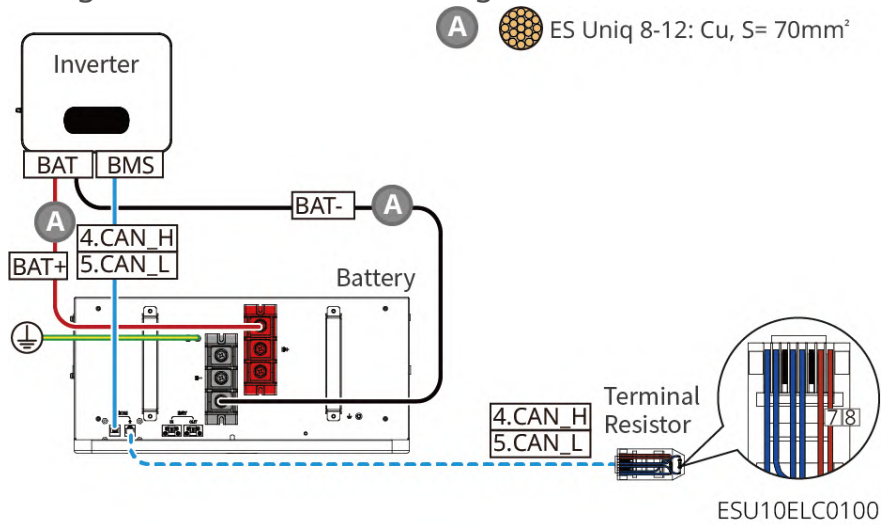 A
ES Uniq 8-12: Cu, S= 70mm²
Inverter
BAT
BMS
BAT-
A
A
4.CAN_H
5.CAN_L
BAT+
Battery
4.CAN_H
5.CAN_L
Terminal
Resistor
7 8
ESU10ELC0100